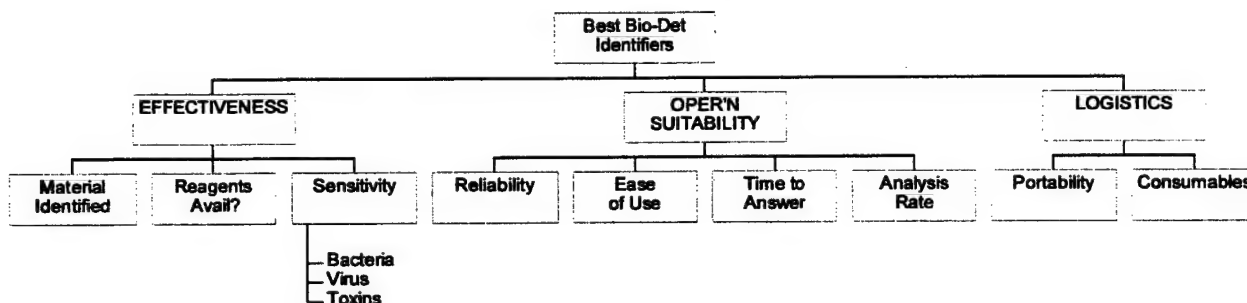 Best Bio-Det
Identifiers
EFFECTIVENESS
OPER'N
SUITABILITY
LOGISTICS
Material
Identified
Reagents
Avail?
Sensitivity
Reliability
Ease
of Use
Time to
Answer
Analysis
Rate
Portability
Consumables
Bacteria
Virus
Toxins